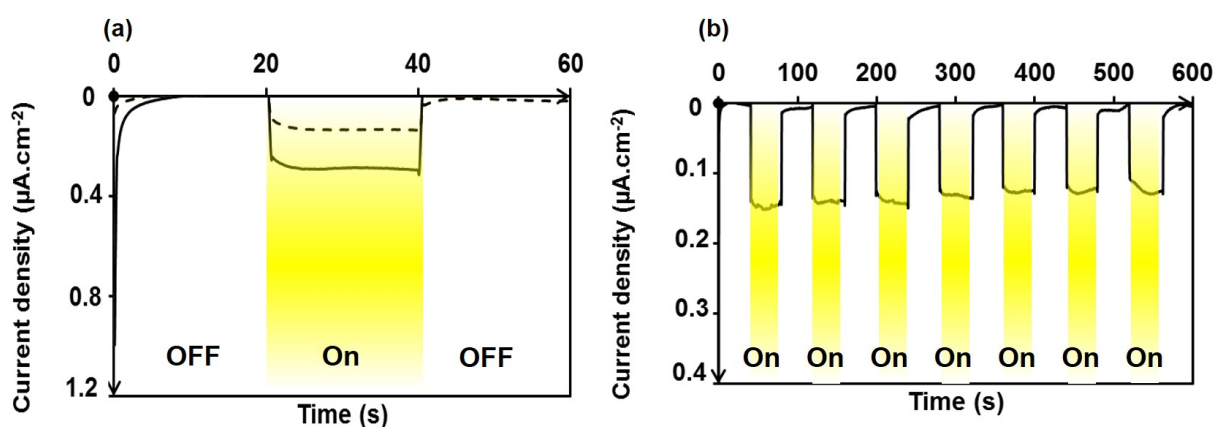 (a)
0 20 40 60
0
0.4
0.8
1.2
Current density (µA.cm-2)
OFF On OFF
Time (s)
(b)
0 100 200 300 400 500 600
0
0.1
0.2
0.3
0.4
Current density (µA.cm-2)
On On On On On On On
Time (s)